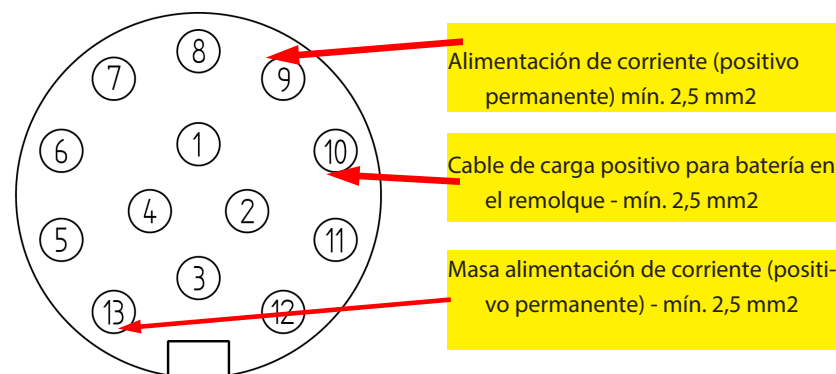 8
7
9
1
6
10
4
2
5
11
3
13
12
Alimentación de corriente (positivo
permanente) mín. 2,5 mm2
Cable de carga positivo para batería en
el remolque - mín. 2,5 mm2
Masa alimentación de corriente (positi-
vo permanente) - mín. 2,5 mm2